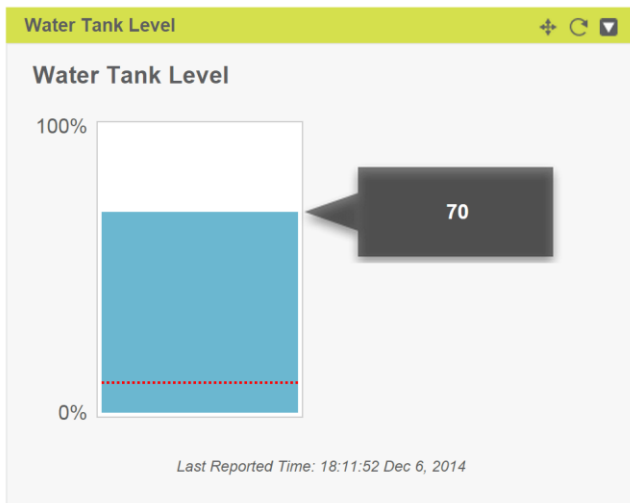 Water Tank Level
Water Tank Level
100%
70
0%
Last Reported Time: 18:11:52 Dec 6, 2014